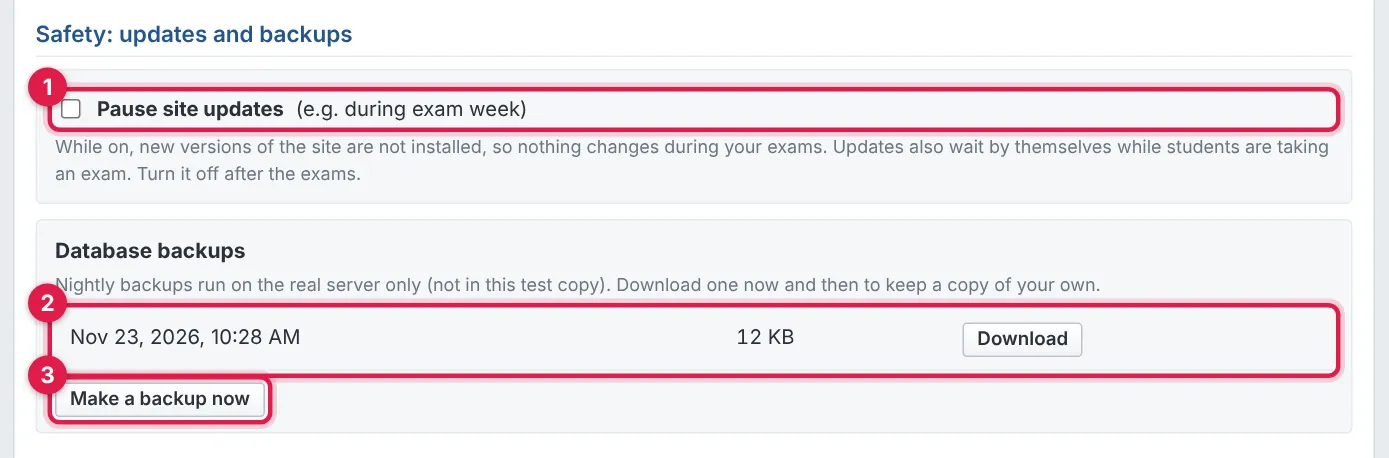 Safety: updates and backups
1
Pause site updates (e.g. during exam week)
While on, new versions of the site are not installed, so nothing changes during your exams. Updates also wait by themselves while students are taking
an exam. Turn it off after the exams.
Database backups
Nightly backups run on the real server only (not in this test copy). Download one now and then to keep a copy of your own.
2
Nov 23, 2026, 10:28 AM 12 KB Download
3
Make a backup now